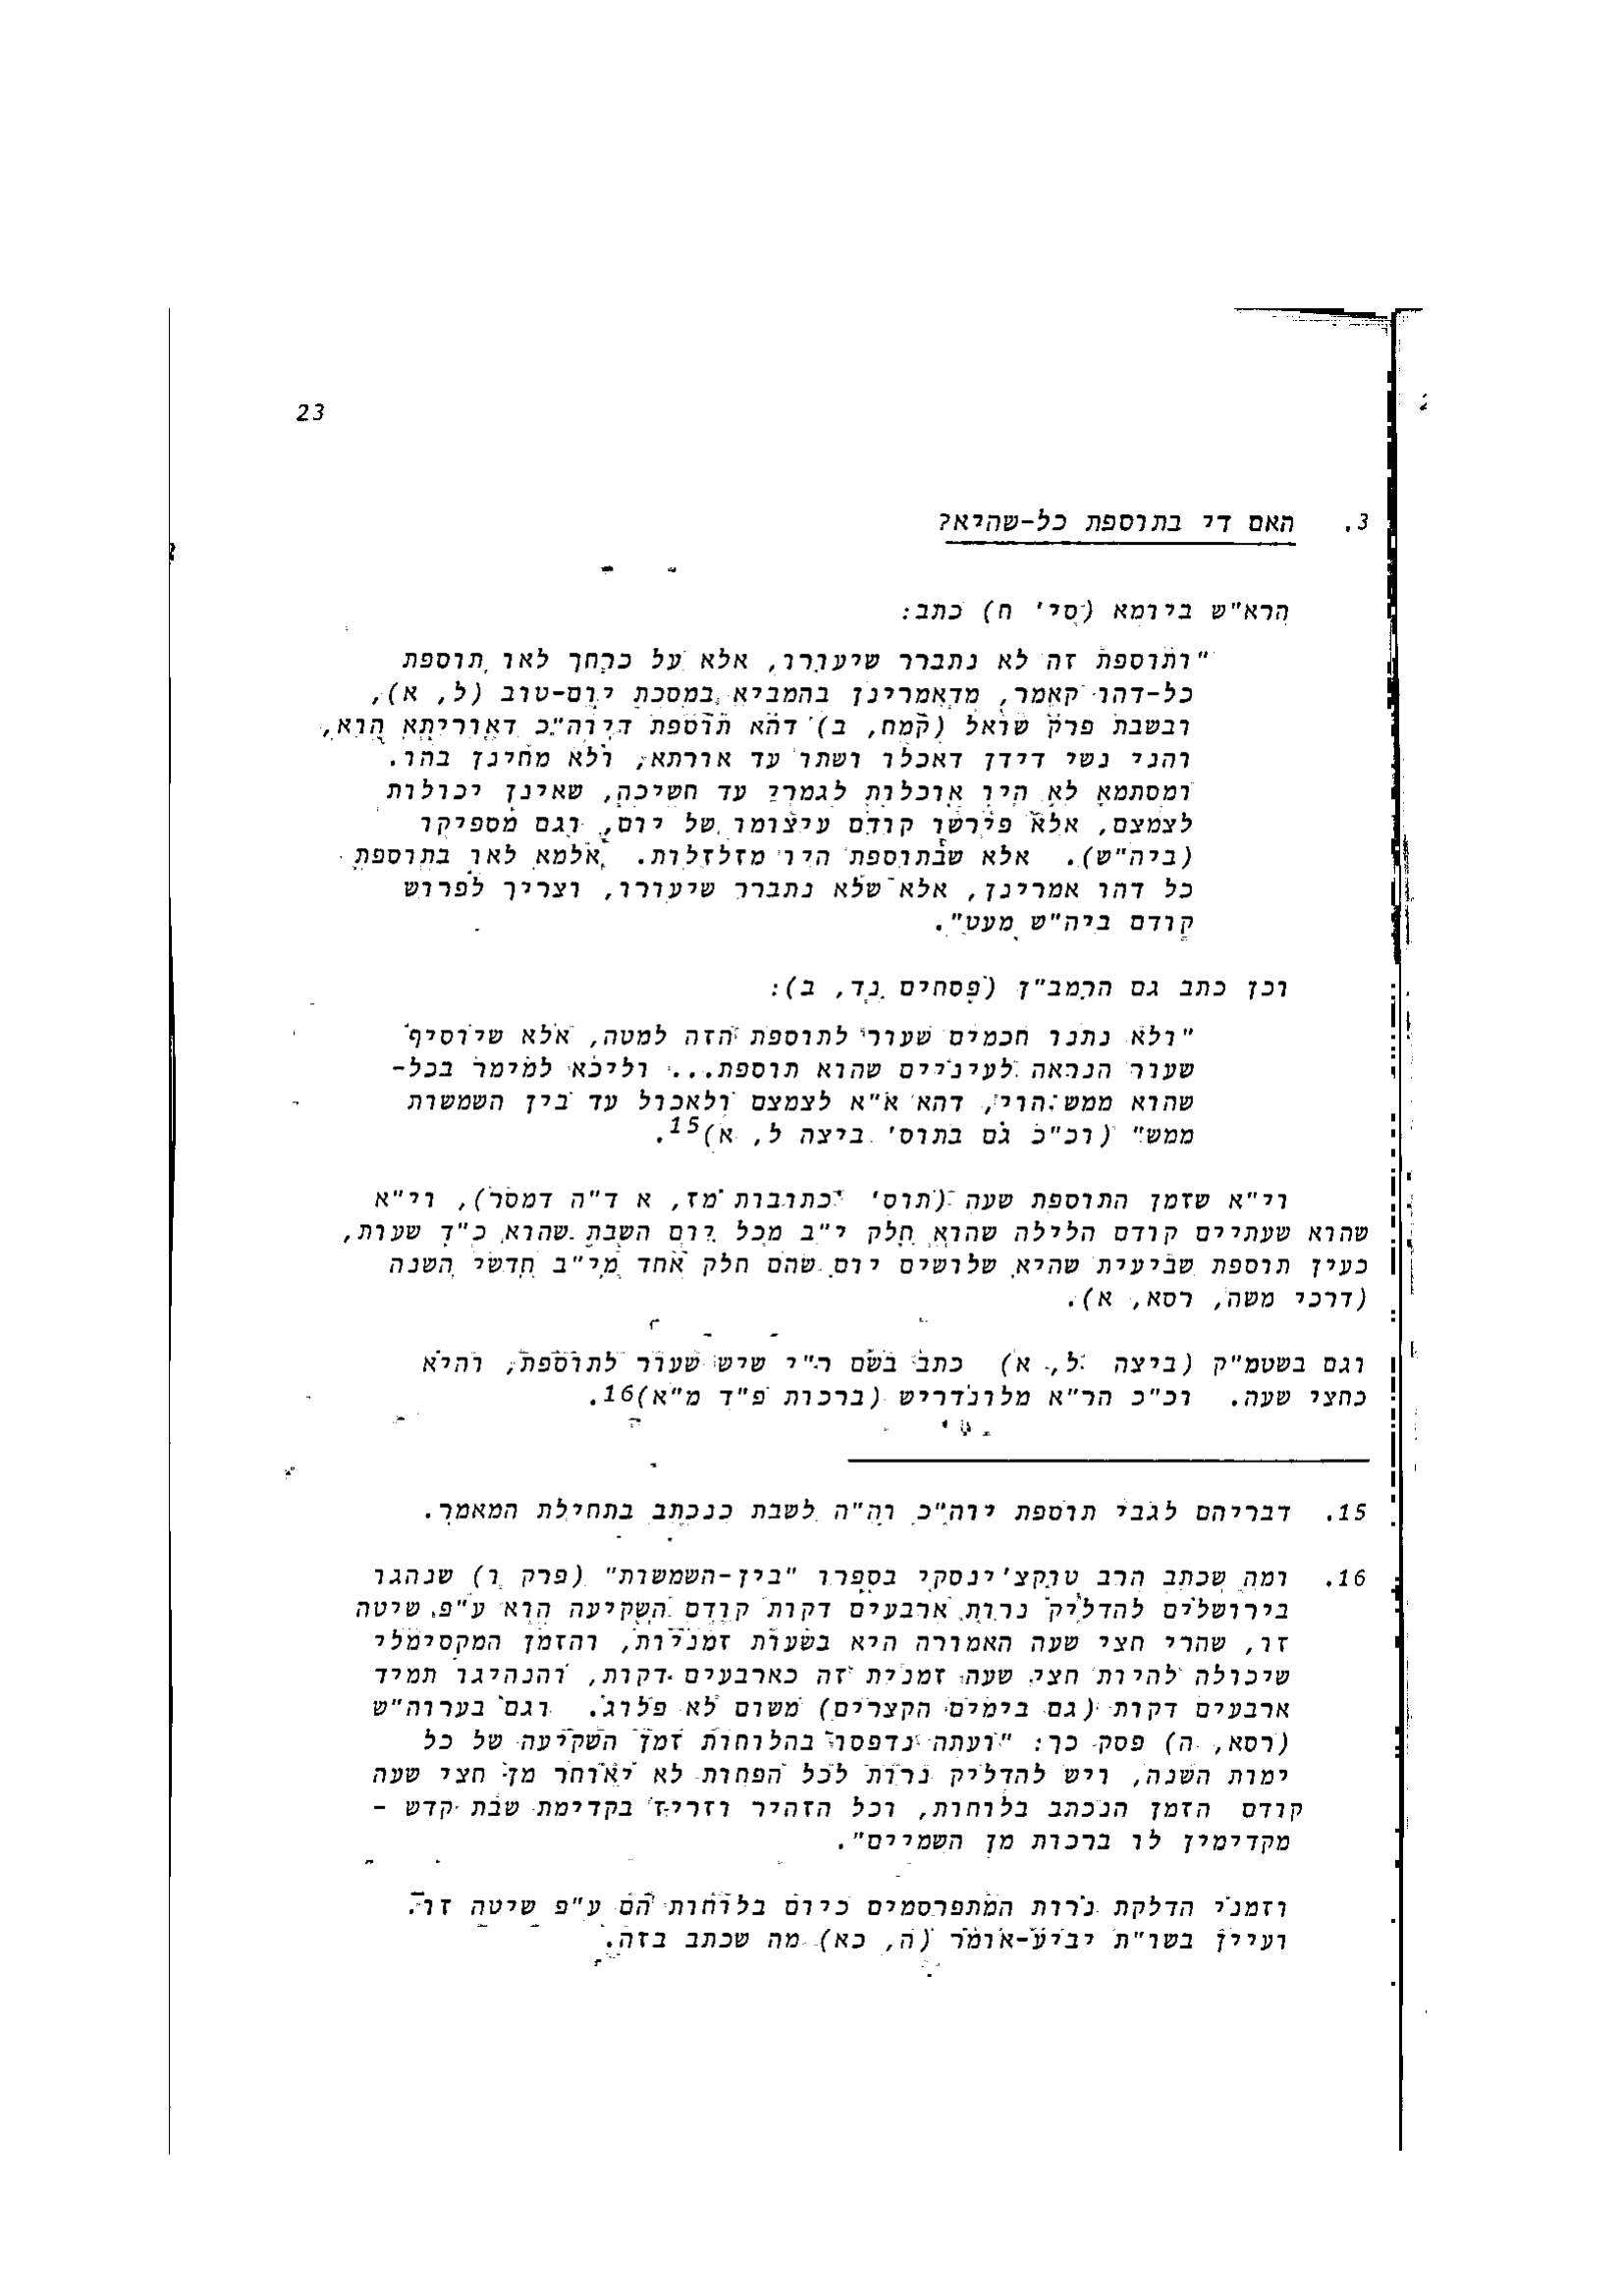 23
3. האם די בתוספת כל-שהיא?
הרא"ש ביומא (סי' ח) כתב:
"ותוספת זה לא נתברר שיעורו, אלא על כרחך לאו תוספת
כל-דהו קאמר, מדאמרינן בהמביא במסכת יום-טוב (ל, א),
ובשבת פרק שואל (קמח, ב) דהא תוספת דיוה"כ דאוריתא הוא,
והני נשי דידן דאכלו ושתו עד אורתא, ולא מחינן בהו.
ומסתמא לא היו אוכלות לגמרי עד חשיכה, שאינן יכולות
לצמצם, אלא פירשו קודם עיצומו של יום, וגם מספיקו
(ביה"ש). אלא שבתוספת היו מזלזלות. אלמא לאו בתוספת
כל דהו אמרינן, אלא שלא נתברר שיעורו, וצריך לפרוש
קודם ביה"ש מעט".
וכן כתב גם הרמב"ן (פסחים נד, ב):
"ולא נתנו חכמים שעור לתוספת הזה למטה, אלא שיוסיף
שעור הנראה לעיניים שהוא תוספת... וליכא למימר בכל-
שהוא ממש הוי, דהא א"א לצמצם ולאכול עד בין השמשות
ממש" (וכ"כ גם בתוס' ביצה ל, א)15.
וי"א שזמן התוספת שעה (תוס' כתובות מז, א ד"ה דמסר), וי"א
שהוא שעתיים קודם הלילה שהוא חלק י"ב מכל יום השבת שהוא כ"ד שעות,
כעין תוספת שביעית שהיא שלושים יום שהם חלק אחד מי"ב חדשי השנה
(דרכי משה, רסא, א).
וגם בשטמ"ק (ביצה ל, א) כתב בשם ר"י שיש שעור לתוספת, והיא
כחצי שעה. וכ"כ הר"א מלונדריש (ברכות פ"ד מ"א)16.
15. דבריהם לגבי תוספת יוה"כ וה"ה לשבת כנכתב בתחילת המאמר.
16. ומה שכתב הרב טוקצ'ינסקי בספרו "בין-השמשות" (פרק ו) שנהגו
בירושלים להדליק נרות ארבעים דקות קודם השקיעה הוא ע"פ שיטה
זו, שהרי חצי שעה האמורה היא בשעות זמניות, והזמן המקסימלי
שיכולה להיות חצי שעה זמנית זה כארבעים דקות, והנהיגו תמיד
ארבעים דקות (גם בימים הקצרים) משום לא פלוג. וגם בערוה"ש
(רסא, ה) פסק כך: "ועתה נדפסו בהלוחות זמן השקיעה של כל
ימות השנה, ויש להדליק נרות לכל הפחות לא יאוחר מן חצי שעה
קודם הזמן הנכתב בלוחות, וכל הזהיר וזריז בקדימת שבת קדש -
מקדימין לו ברכות מן השמיים".
וזמני הדלקת נרות המתפרסמים כיום בלוחות הם ע"פ שיטה זו.
ועיין בשו"ת יביע-אומר (ה, כא) מה שכתב בזה.